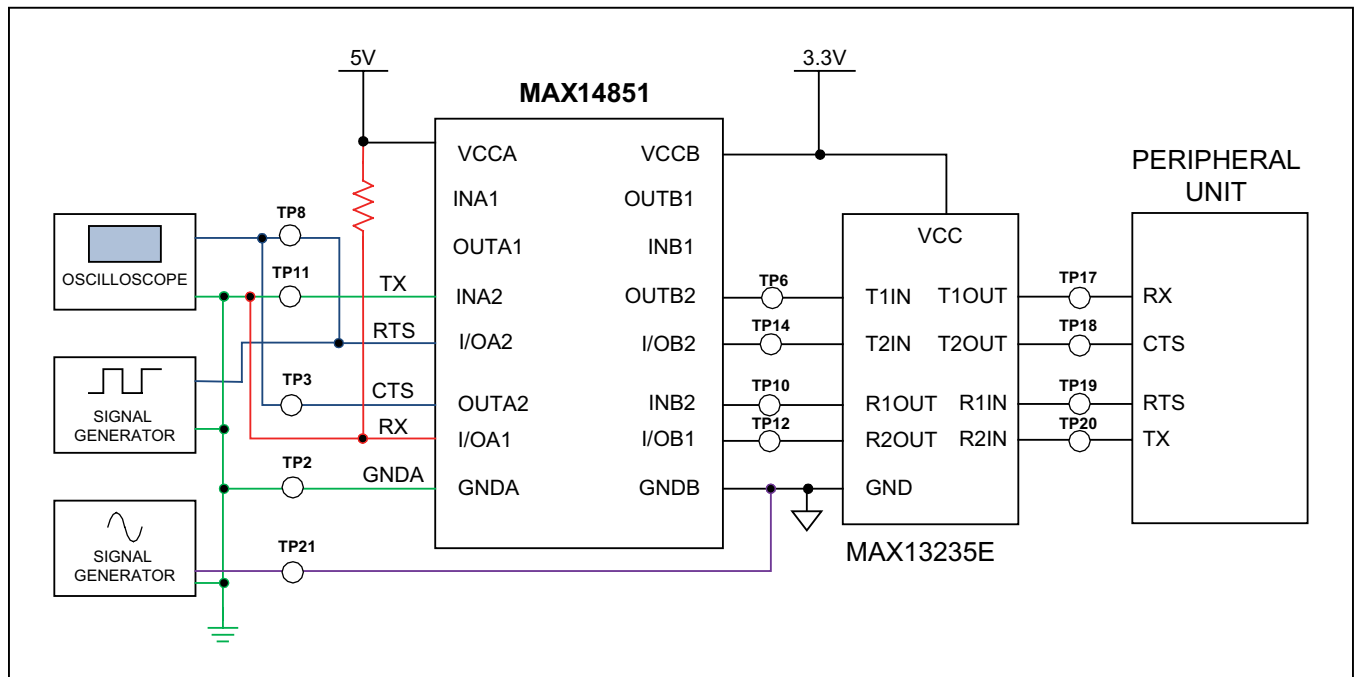 5V
3.3V
MAX14851
PERIPHERAL
UNIT
VCCA
VCCB
INA1
OUTB1
VCC
TP8
OSCILLOSCOPE
OUTA1
INB1
TP11
TX
INA2
OUTB2
TP6
T1IN
T1OUT
TP17
RX
RTS
I/OA2
I/OB2
TP14
T2IN
T2OUT
TP18
CTS
SIGNAL
GENERATOR
TP3
CTS
OUTA2
INB2
TP10
R1OUT
R1IN
TP19
RTS
RX
I/OA1
I/OB1
TP12
R2OUT
R2IN
TP20
TX
TP2
GNDA
GNDA
GNDB
GND
SIGNAL
GENERATOR
TP21
MAX13235E